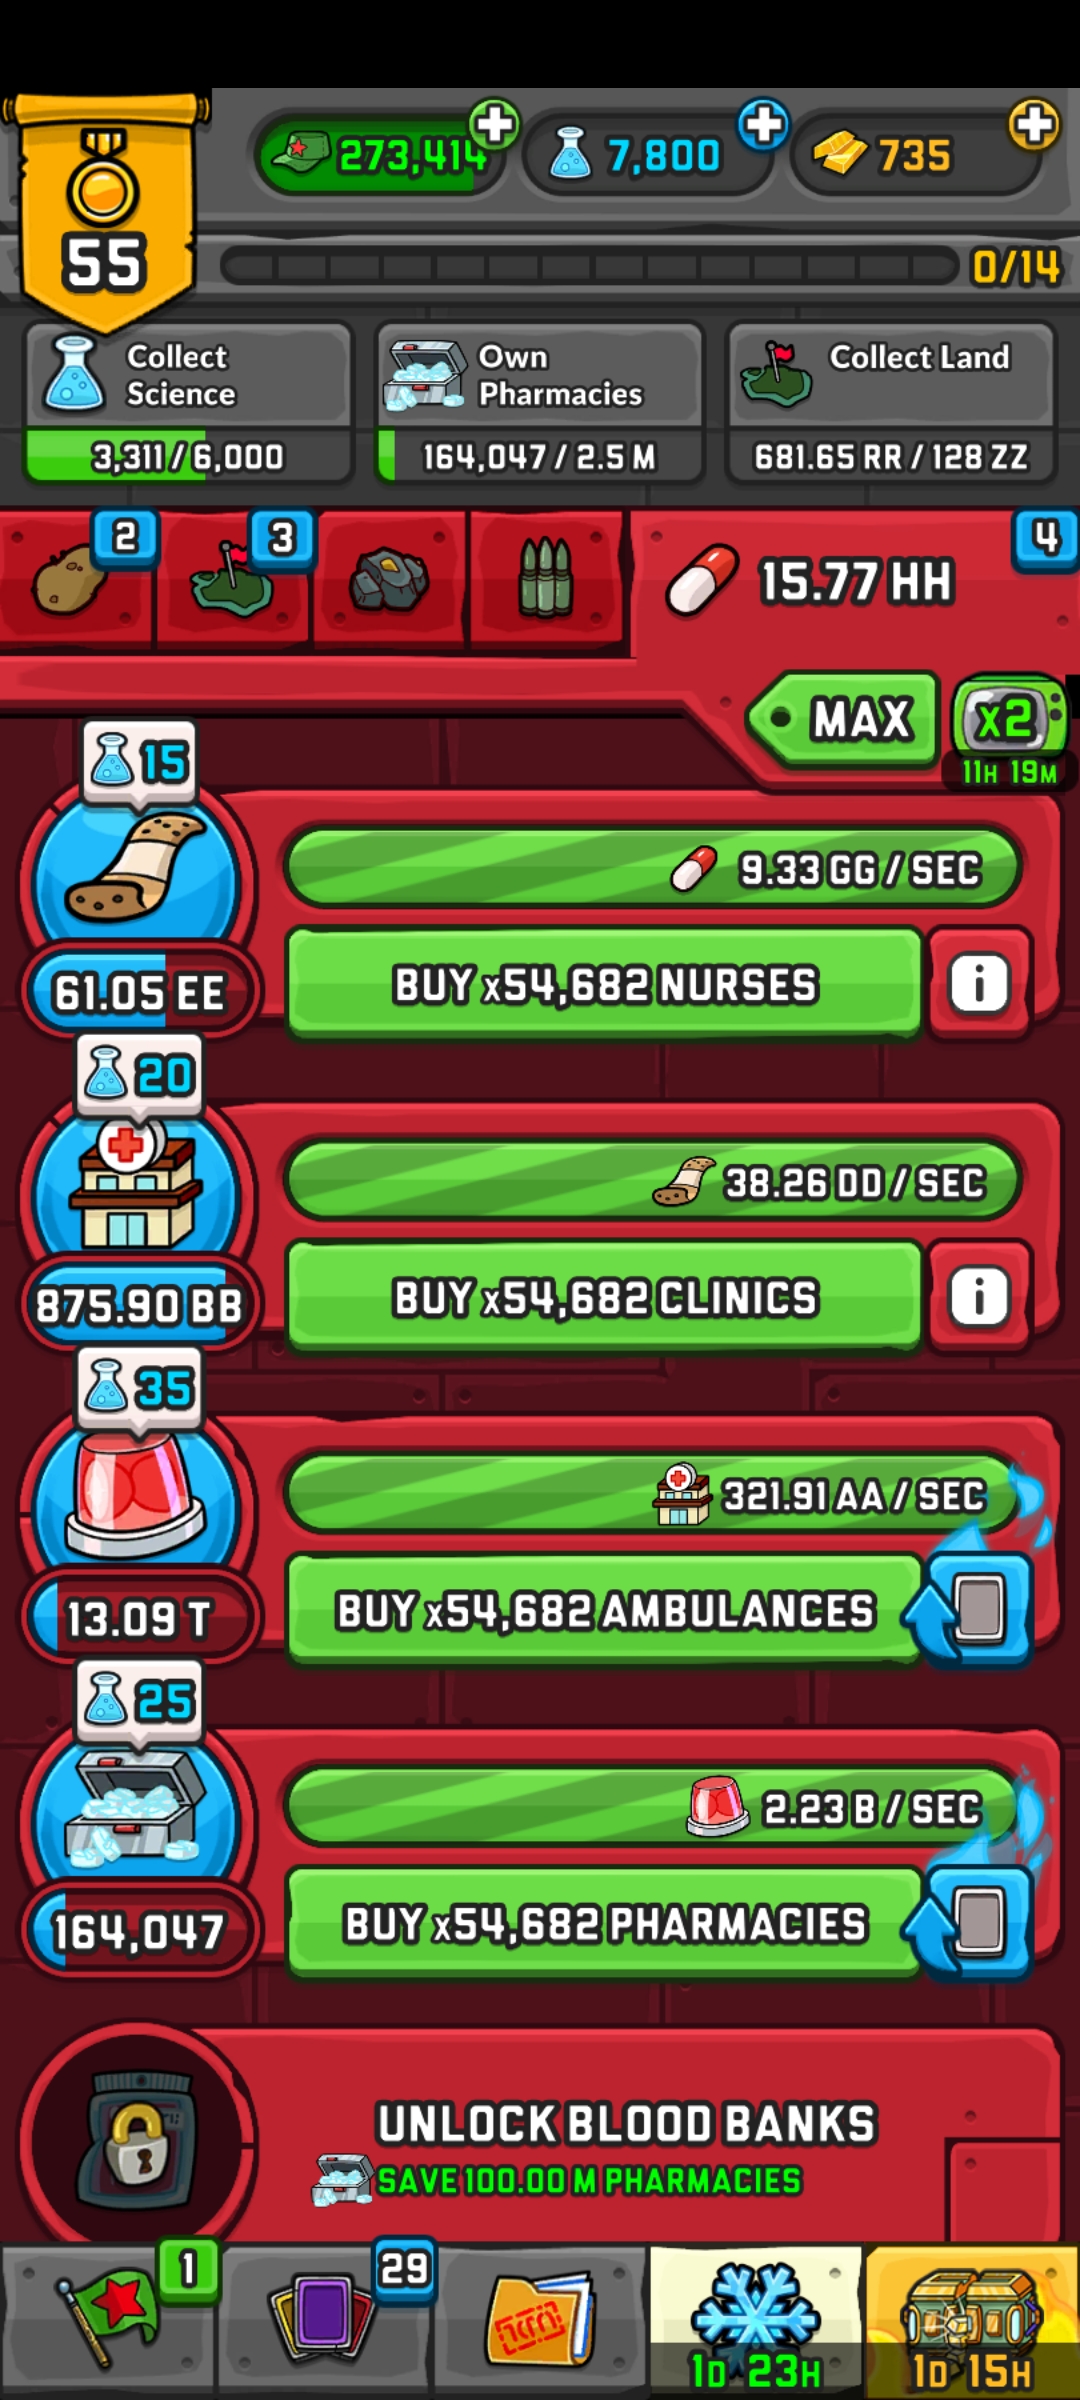 55
273,414
7,800
735
0/14
Collect
Science
3,311/6,000
Own
Pharmacies
164,047/2.5 M
Collect Land
681.65 RR/128 ZZ
2
3
15.77 HH
4
MAX
x2
11H 19M
15
9.33 GG/SEC
61.05 EE
BUY x54,682 NURSES
i
20
38.26 DD/SEC
875.90 BB
BUY x54,682 CLINICS
i
35
321.91 AA/SEC
13.09 T
BUY x54,682 AMBULANCES
25
2.23 B/SEC
164,047
BUY x54,682 PHARMACIES
UNLOCK BLOOD BANKS
SAVE 100.00 M PHARMACIES
1
29
1D 23H
1D 15H